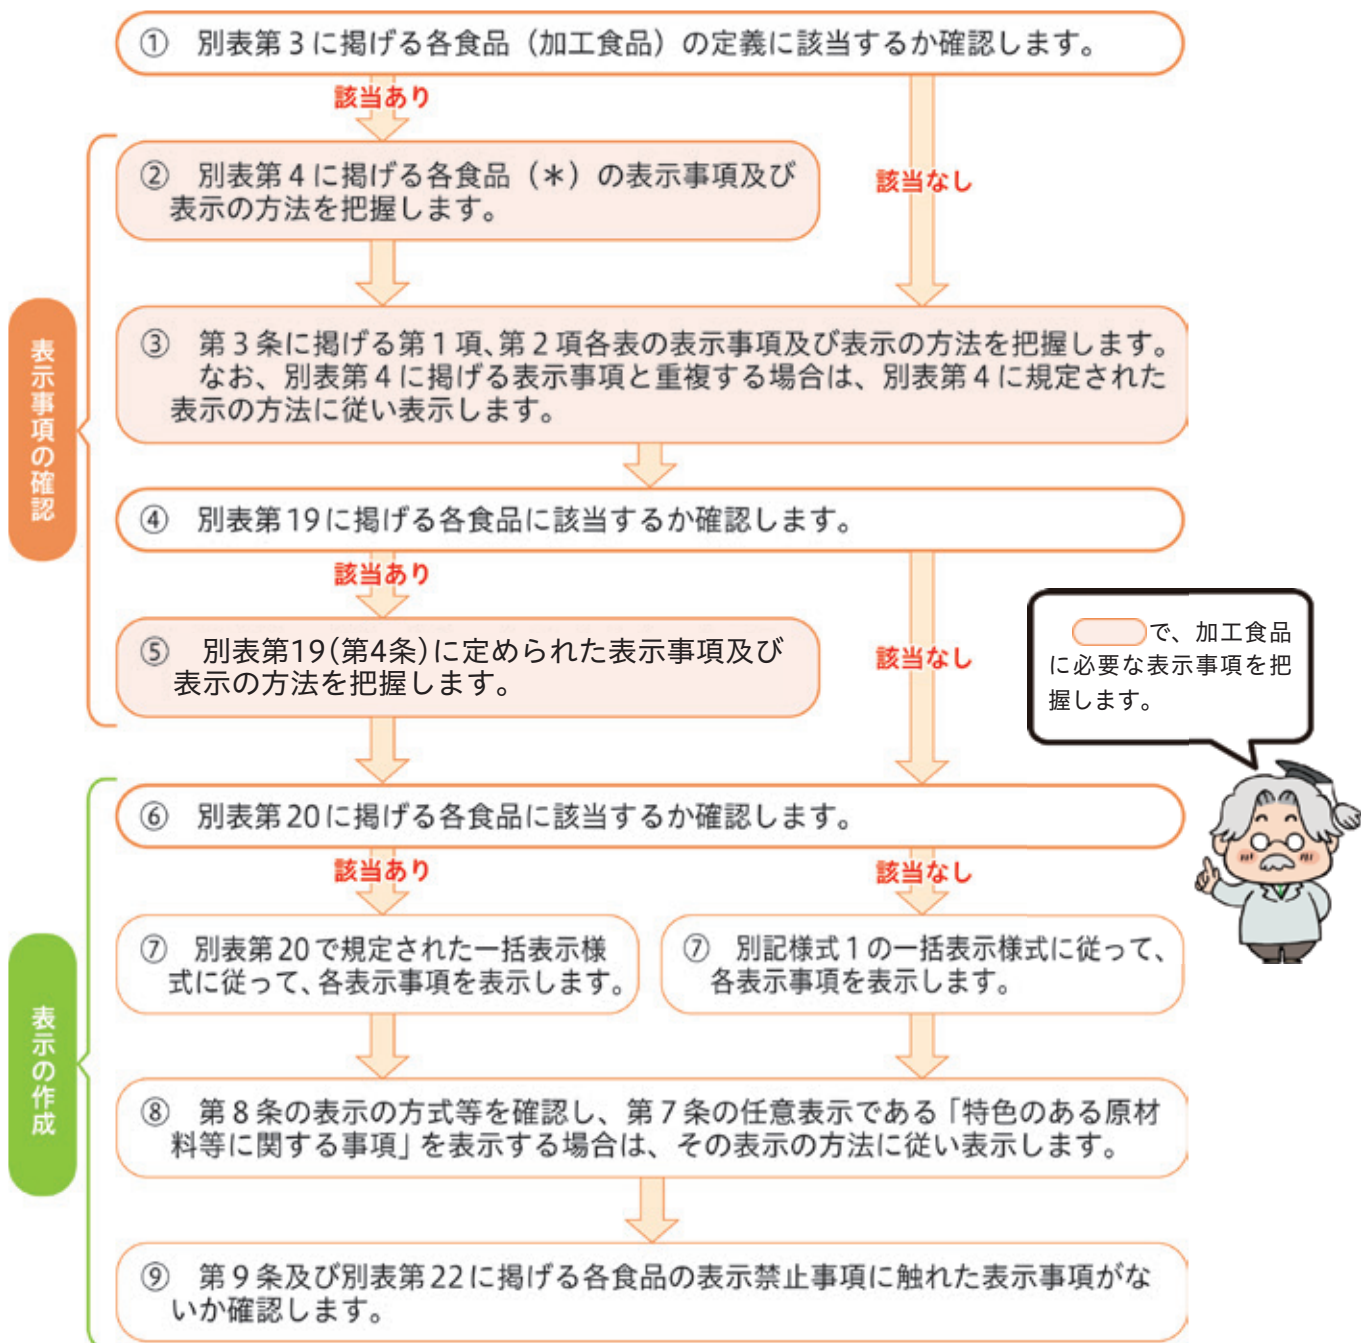 ① 別表第3に掲げる各食品（加工食品）の定義に該当するか確認します。
該当あり
該当なし
② 別表第4に掲げる各食品（＊）の表示事項及び
表示の方法を把握します。
表示事項の確認
③ 第3条に掲げる第1項、第2項各表の表示事項及び表示の方法を把握します。
なお、別表第4に掲げる表示事項と重複する場合は、別表第4に規定された
表示の方法に従い表示します。
④ 別表第19に掲げる各食品に該当するか確認します。
該当あり
該当なし
⑤ 別表第19(第4条)に定められた表示事項及び
表示の方法を把握します。
で、加工食品
に必要な表示事項を把
握します。
⑥ 別表第20に掲げる各食品に該当するか確認します。
該当あり
該当なし
⑦ 別表第20で規定された一括表示様
式に従って、各表示事項を表示します。
⑦ 別記様式1の一括表示様式に従って、
各表示事項を表示します。
表示の作成
⑧ 第8条の表示の方式等を確認し、第7条の任意表示である「特色のある原材
料等に関する事項」を表示する場合は、その表示の方法に従い表示します。
⑨ 第9条及び別表第22に掲げる各食品の表示禁止事項に触れた表示事項がな
いか確認します。